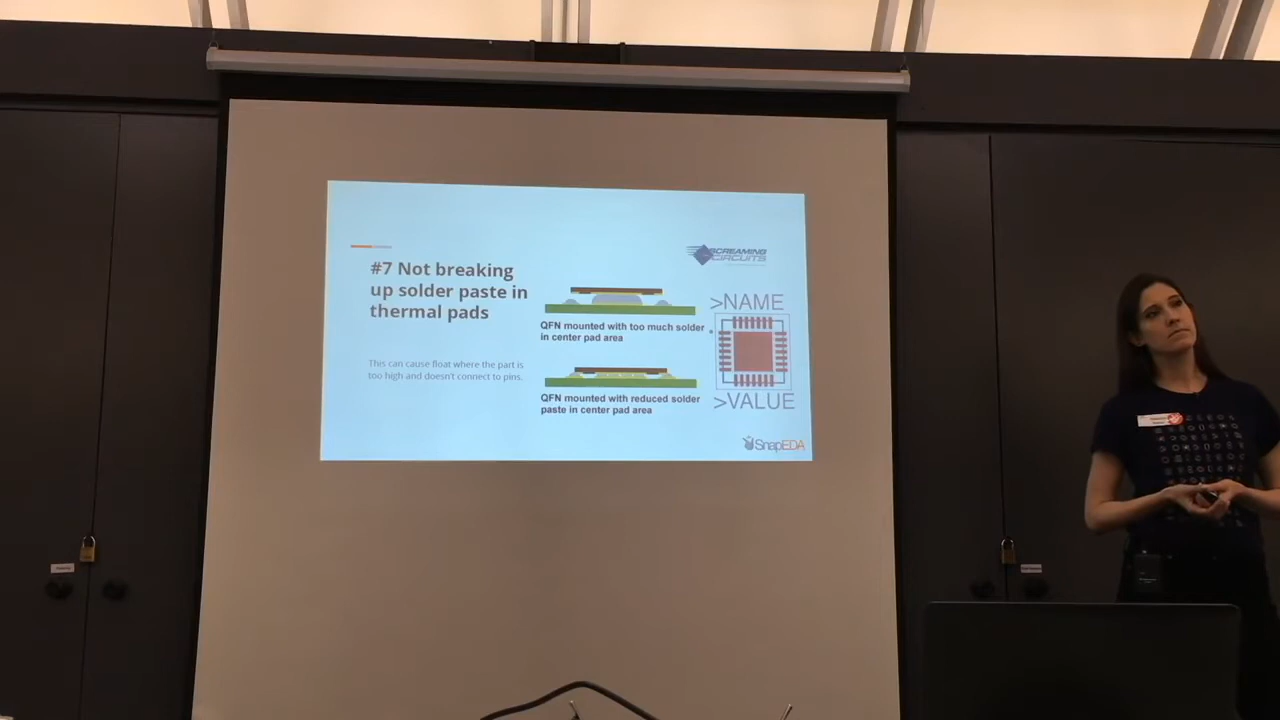 #7 Not breaking
up solder paste in
thermal pads
This can cause float where the part is
too high and doesn't connect to pins.
SCREAMING
CIRCUITS
QFN mounted with too much solder
in center pad area
QFN mounted with reduced solder
paste in center pad area
>NAME
>VALUE
SnapEDA